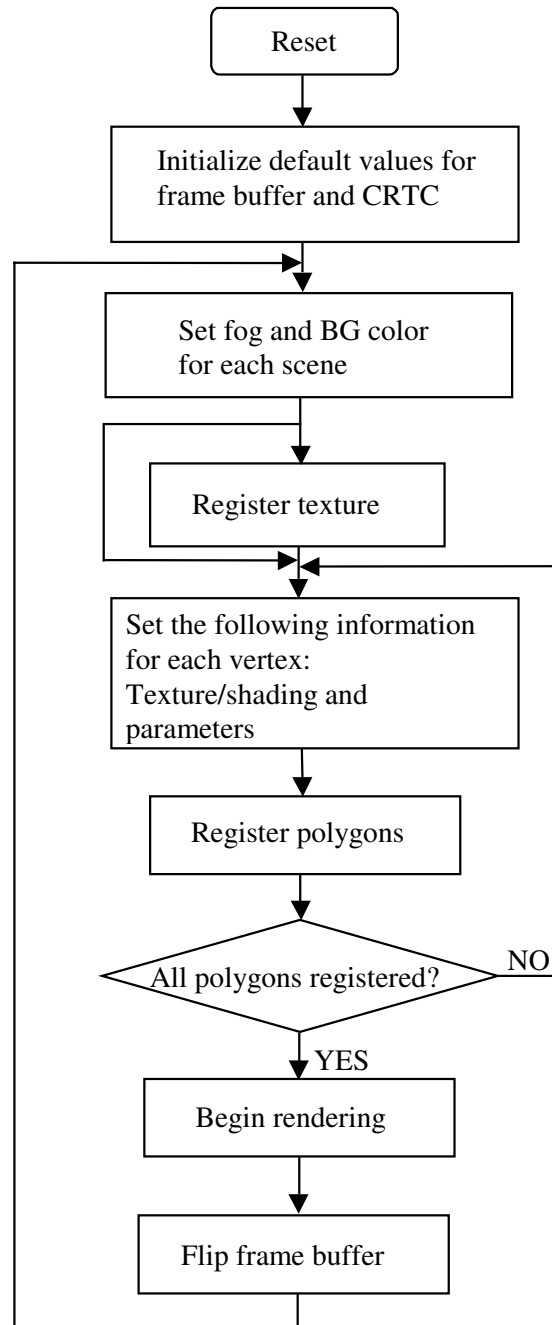 Reset
Initialize default values for
frame buffer and CRTC
Set fog and BG color
for each scene
Register texture
Set the following information
for each vertex:
Texture/shading and
parameters
Register polygons
All polygons registered?
NO
YES
Begin rendering
Flip frame buffer